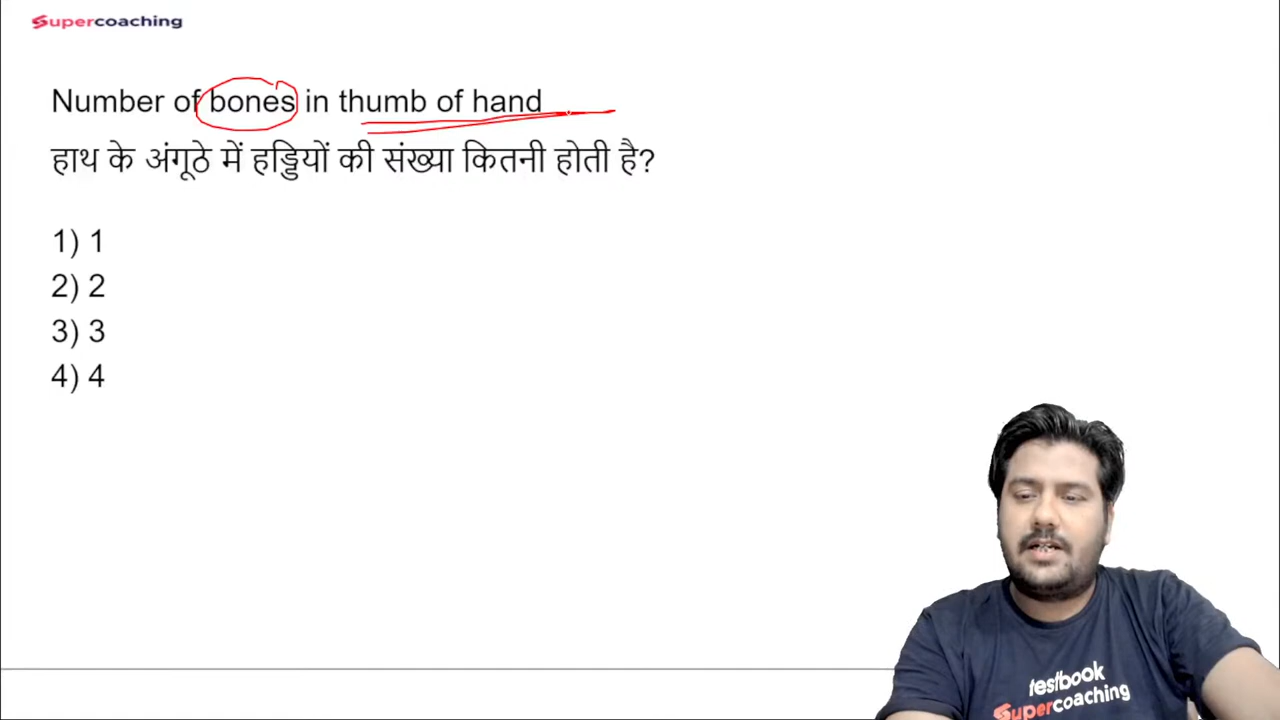 Supercoaching
Number of bones in thumb of hand
हाथ के अंगूठे में हड्डियों की संख्या कितनी होती है?
1) 1
2) 2
3) 3
4) 4
testbook
Supercoaching